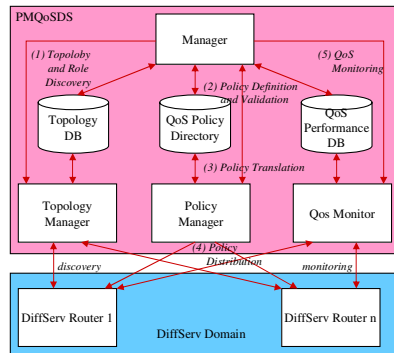 PMQoSDS
Manager
(1) Topoloby
and Role
Discovery
(5) QoS
Monitoring
(2) Policy Definition
and Validation
Topology
DB
QoS Policy
Directory
QoS
Performance
DB
(3) Policy Translation
Topology
Manager
Policy
Manager
Qos Monitor
(4) Policy
Distribution
discovery
monitoring
DiffServ Router 1
DiffServ Router n
DiffServ Domain